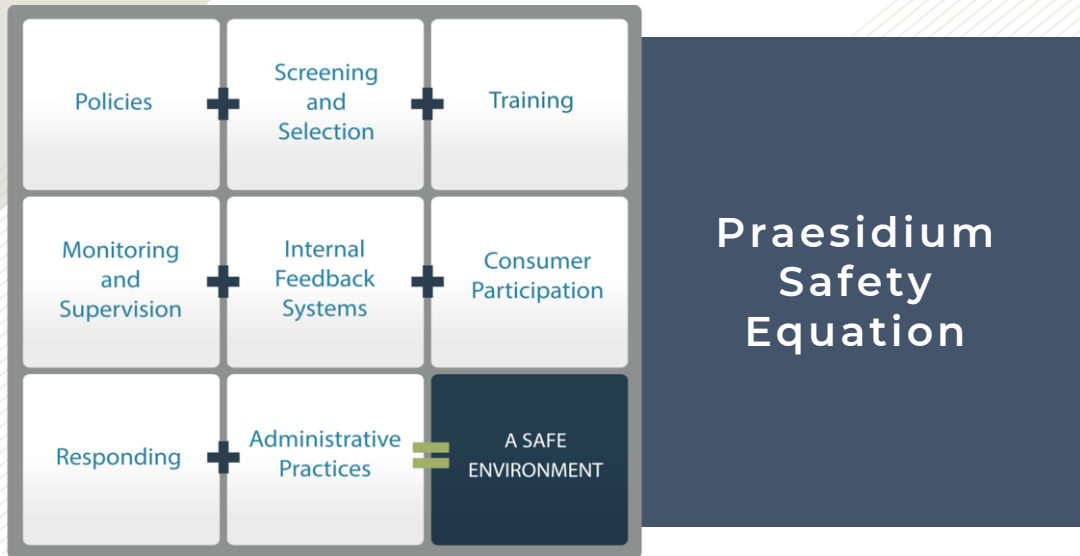 Policies
Screening
and
Selection
Training
Monitoring
and
Supervision
Internal
Feedback
Systems
Consumer
Participation
Responding
Administrative
Practices
A SAFE
ENVIRONMENT
Praesidium
Safety
Equation